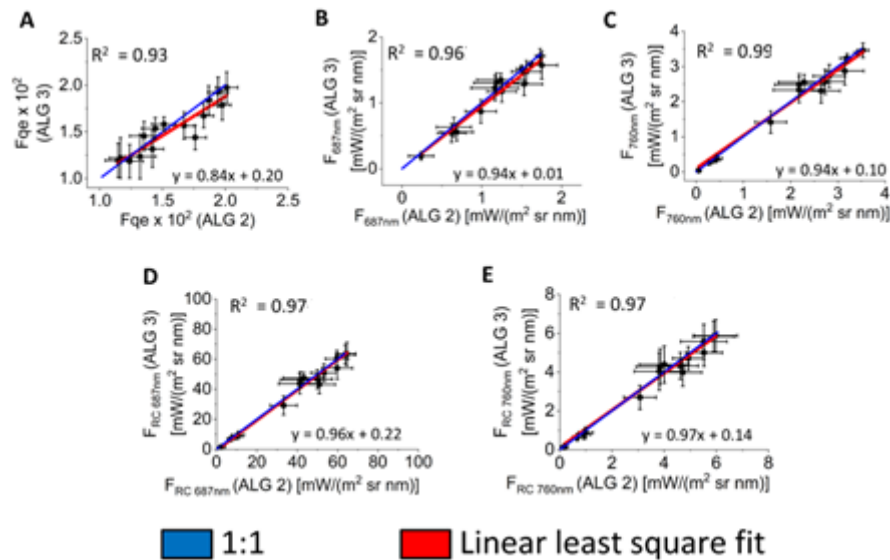 A
R² = 0.93
2.5
2.0
1.5
1.0
Fqe x 10²
(ALG 3)
y = 0.84x + 0.20
1.0 1.5 2.0 2.5
Fqe x 10² (ALG 2)
B
R² = 0.96
2
1
0
F687nm (ALG 3)
[mW/(m² sr nm)]
y = 0.94x + 0.01
0 1 2
F687nm (ALG 2) [mW/(m² sr nm)]
C
R² = 0.99
4
3
2
1
0
F760nm (ALG 3)
[mW/(m² sr nm)]
y = 0.94x + 0.10
0 1 2 3 4
F760nm (ALG 2) [mW/(m² sr nm)]
D
R² = 0.97
100
80
60
40
20
0
FRC 687nm (ALG 3)
[mW/(m² sr nm)]
y = 0.96x + 0.22
0 20 40 60 80 100
FRC 687nm (ALG 2) [mW/(m² sr nm)]
E
R² = 0.97
8
6
4
2
0
FRC 760nm (ALG 3)
[mW/(m² sr nm)]
y = 0.97x + 0.14
0 2 4 6 8
FRC 760nm (ALG 2) [mW/(m² sr nm)]
1:1
Linear least square fit